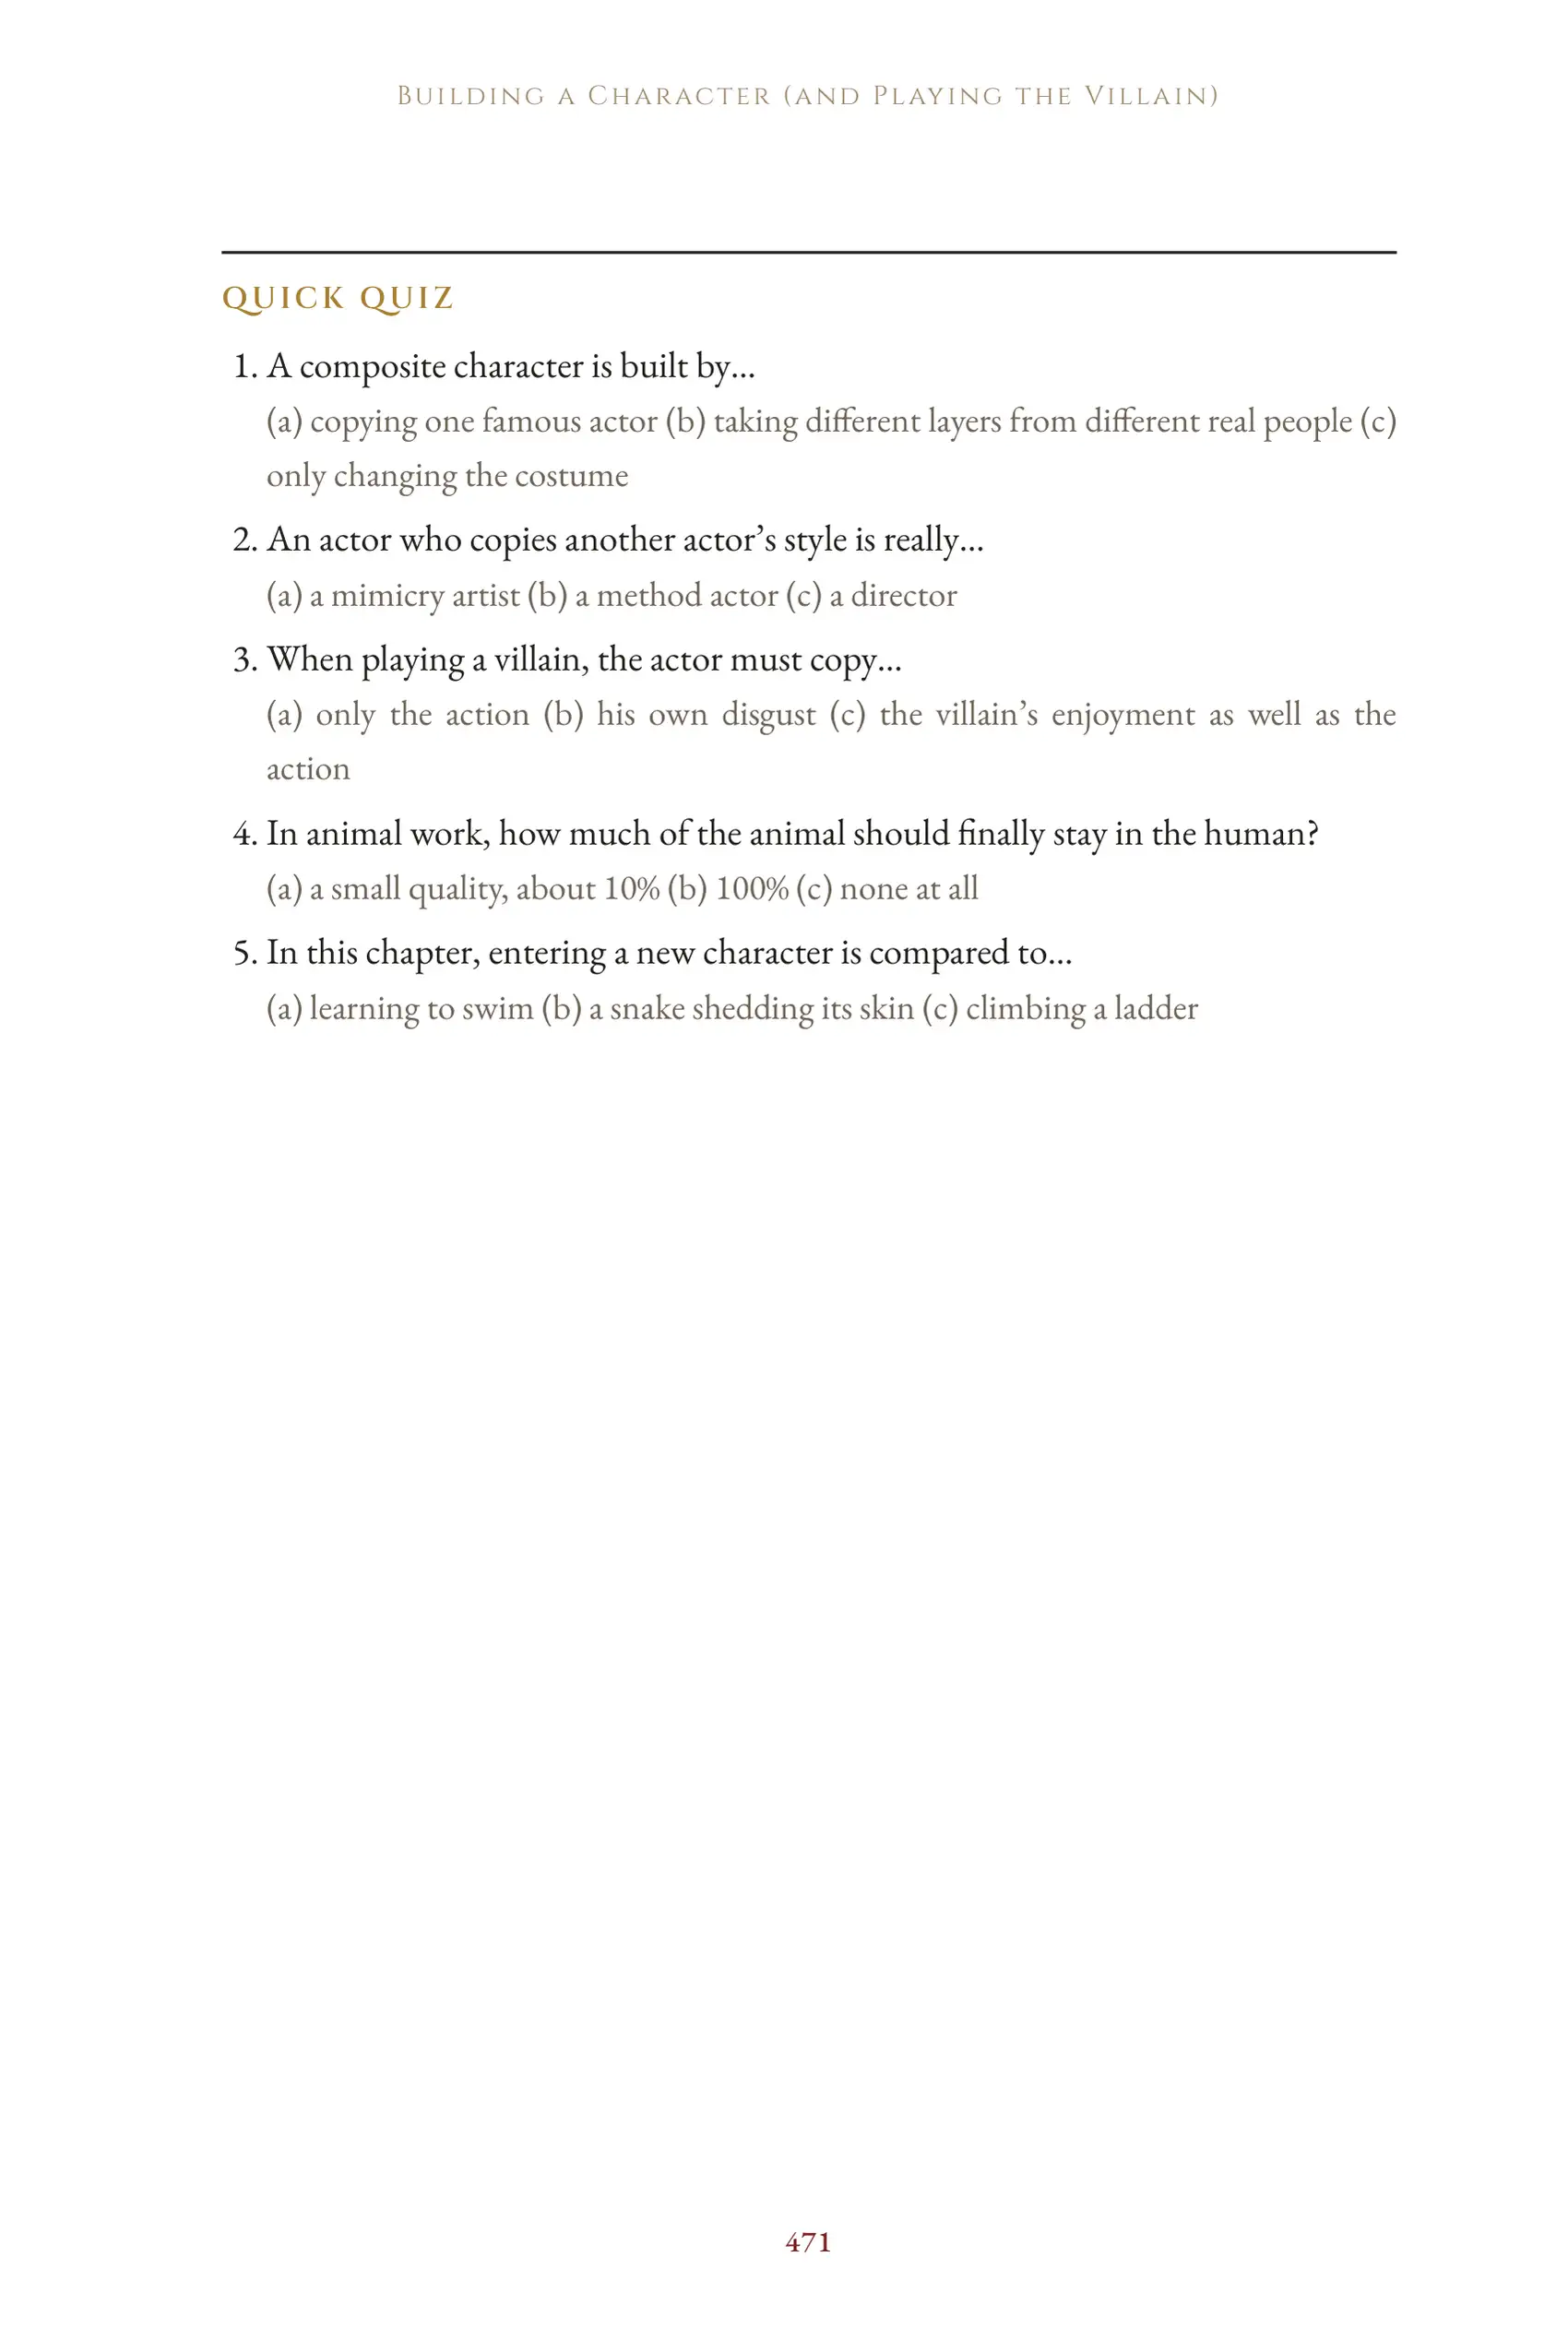 Building a Character (and Playing the Villain)
QUICK QUIZ
1. A composite character is built by…
(a) copying one famous actor (b) taking different layers from different real people (c)
only changing the costume
2. An actor who copies another actor’s style is really…
(a) a mimicry artist (b) a method actor (c) a director
3. When playing a villain, the actor must copy…
(a) only the action (b) his own disgust (c) the villain’s enjoyment as well as the
action
4. In animal work, how much of the animal should finally stay in the human?
(a) a small quality, about 10% (b) 100% (c) none at all
5. In this chapter, entering a new character is compared to…
(a) learning to swim (b) a snake shedding its skin (c) climbing a ladder
471